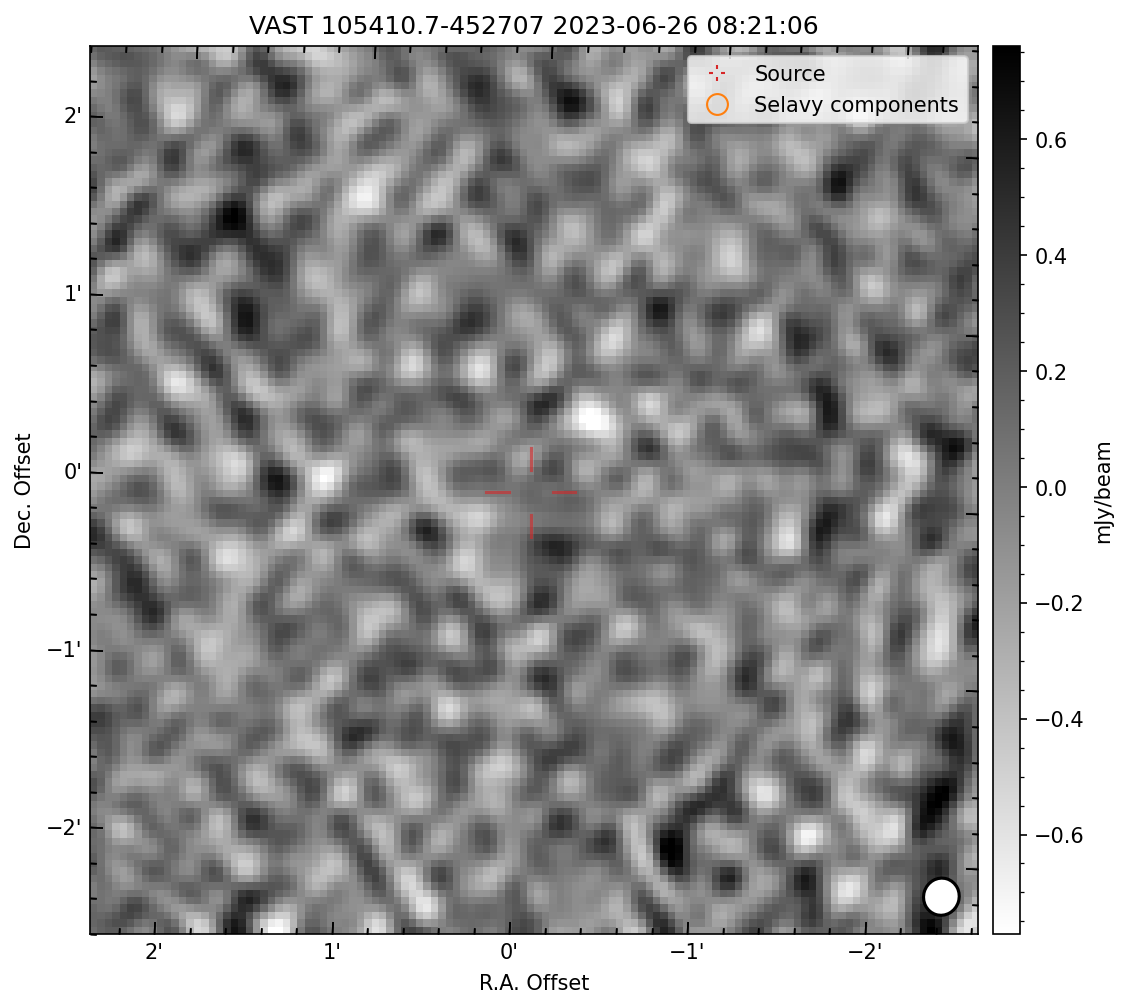 VAST 105410.7-452707 2023-06-26 08:21:06
Source
Selavy components
2'
1'
0'
−1'
−2'
Dec. Offset
2'
1'
0'
−1'
−2'
R.A. Offset
0.6
0.4
0.2
0.0
−0.2
−0.4
−0.6
mJy/beam